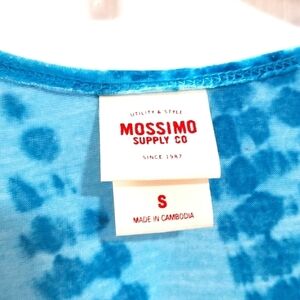 UTILITY & STYLE
MOSSIMO
SUPPLY CO
SINCE 1987
S
MADE IN CAMBODIA